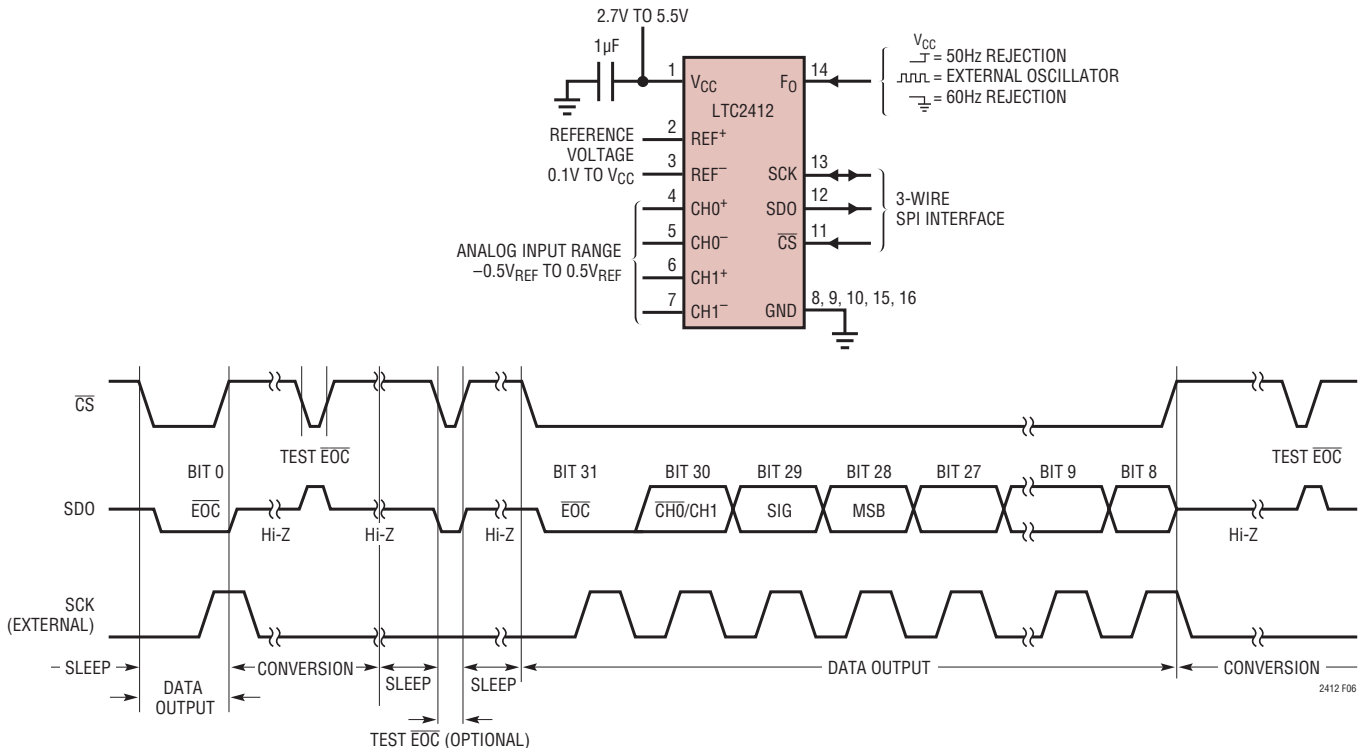 2.7V TO 5.5V
1µF
1
VCC
LTC2412
14
FO
VCC
= 50Hz REJECTION
= EXTERNAL OSCILLATOR
= 60Hz REJECTION
REFERENCE
VOLTAGE
0.1V TO VCC
2
REF+
3
REF−
ANALOG INPUT RANGE
−0.5VREF TO 0.5VREF
4
CH0+
5
CH0−
6
CH1+
7
CH1−
SCK
13
SDO
12
CS
11
3-WIRE
SPI INTERFACE
GND
8, 9, 10, 15, 16
CS
TEST EOC
TEST EOC
SDO
BIT 0
EOC
Hi-Z
Hi-Z
Hi-Z
BIT 31
EOC
BIT 30
CH0/CH1
BIT 29
SIG
BIT 28
MSB
BIT 27
BIT 9
BIT 8
Hi-Z
SCK
(EXTERNAL)
SLEEP
DATA
OUTPUT
CONVERSION
SLEEP
SLEEP
TEST EOC (OPTIONAL)
DATA OUTPUT
CONVERSION
2412 F06